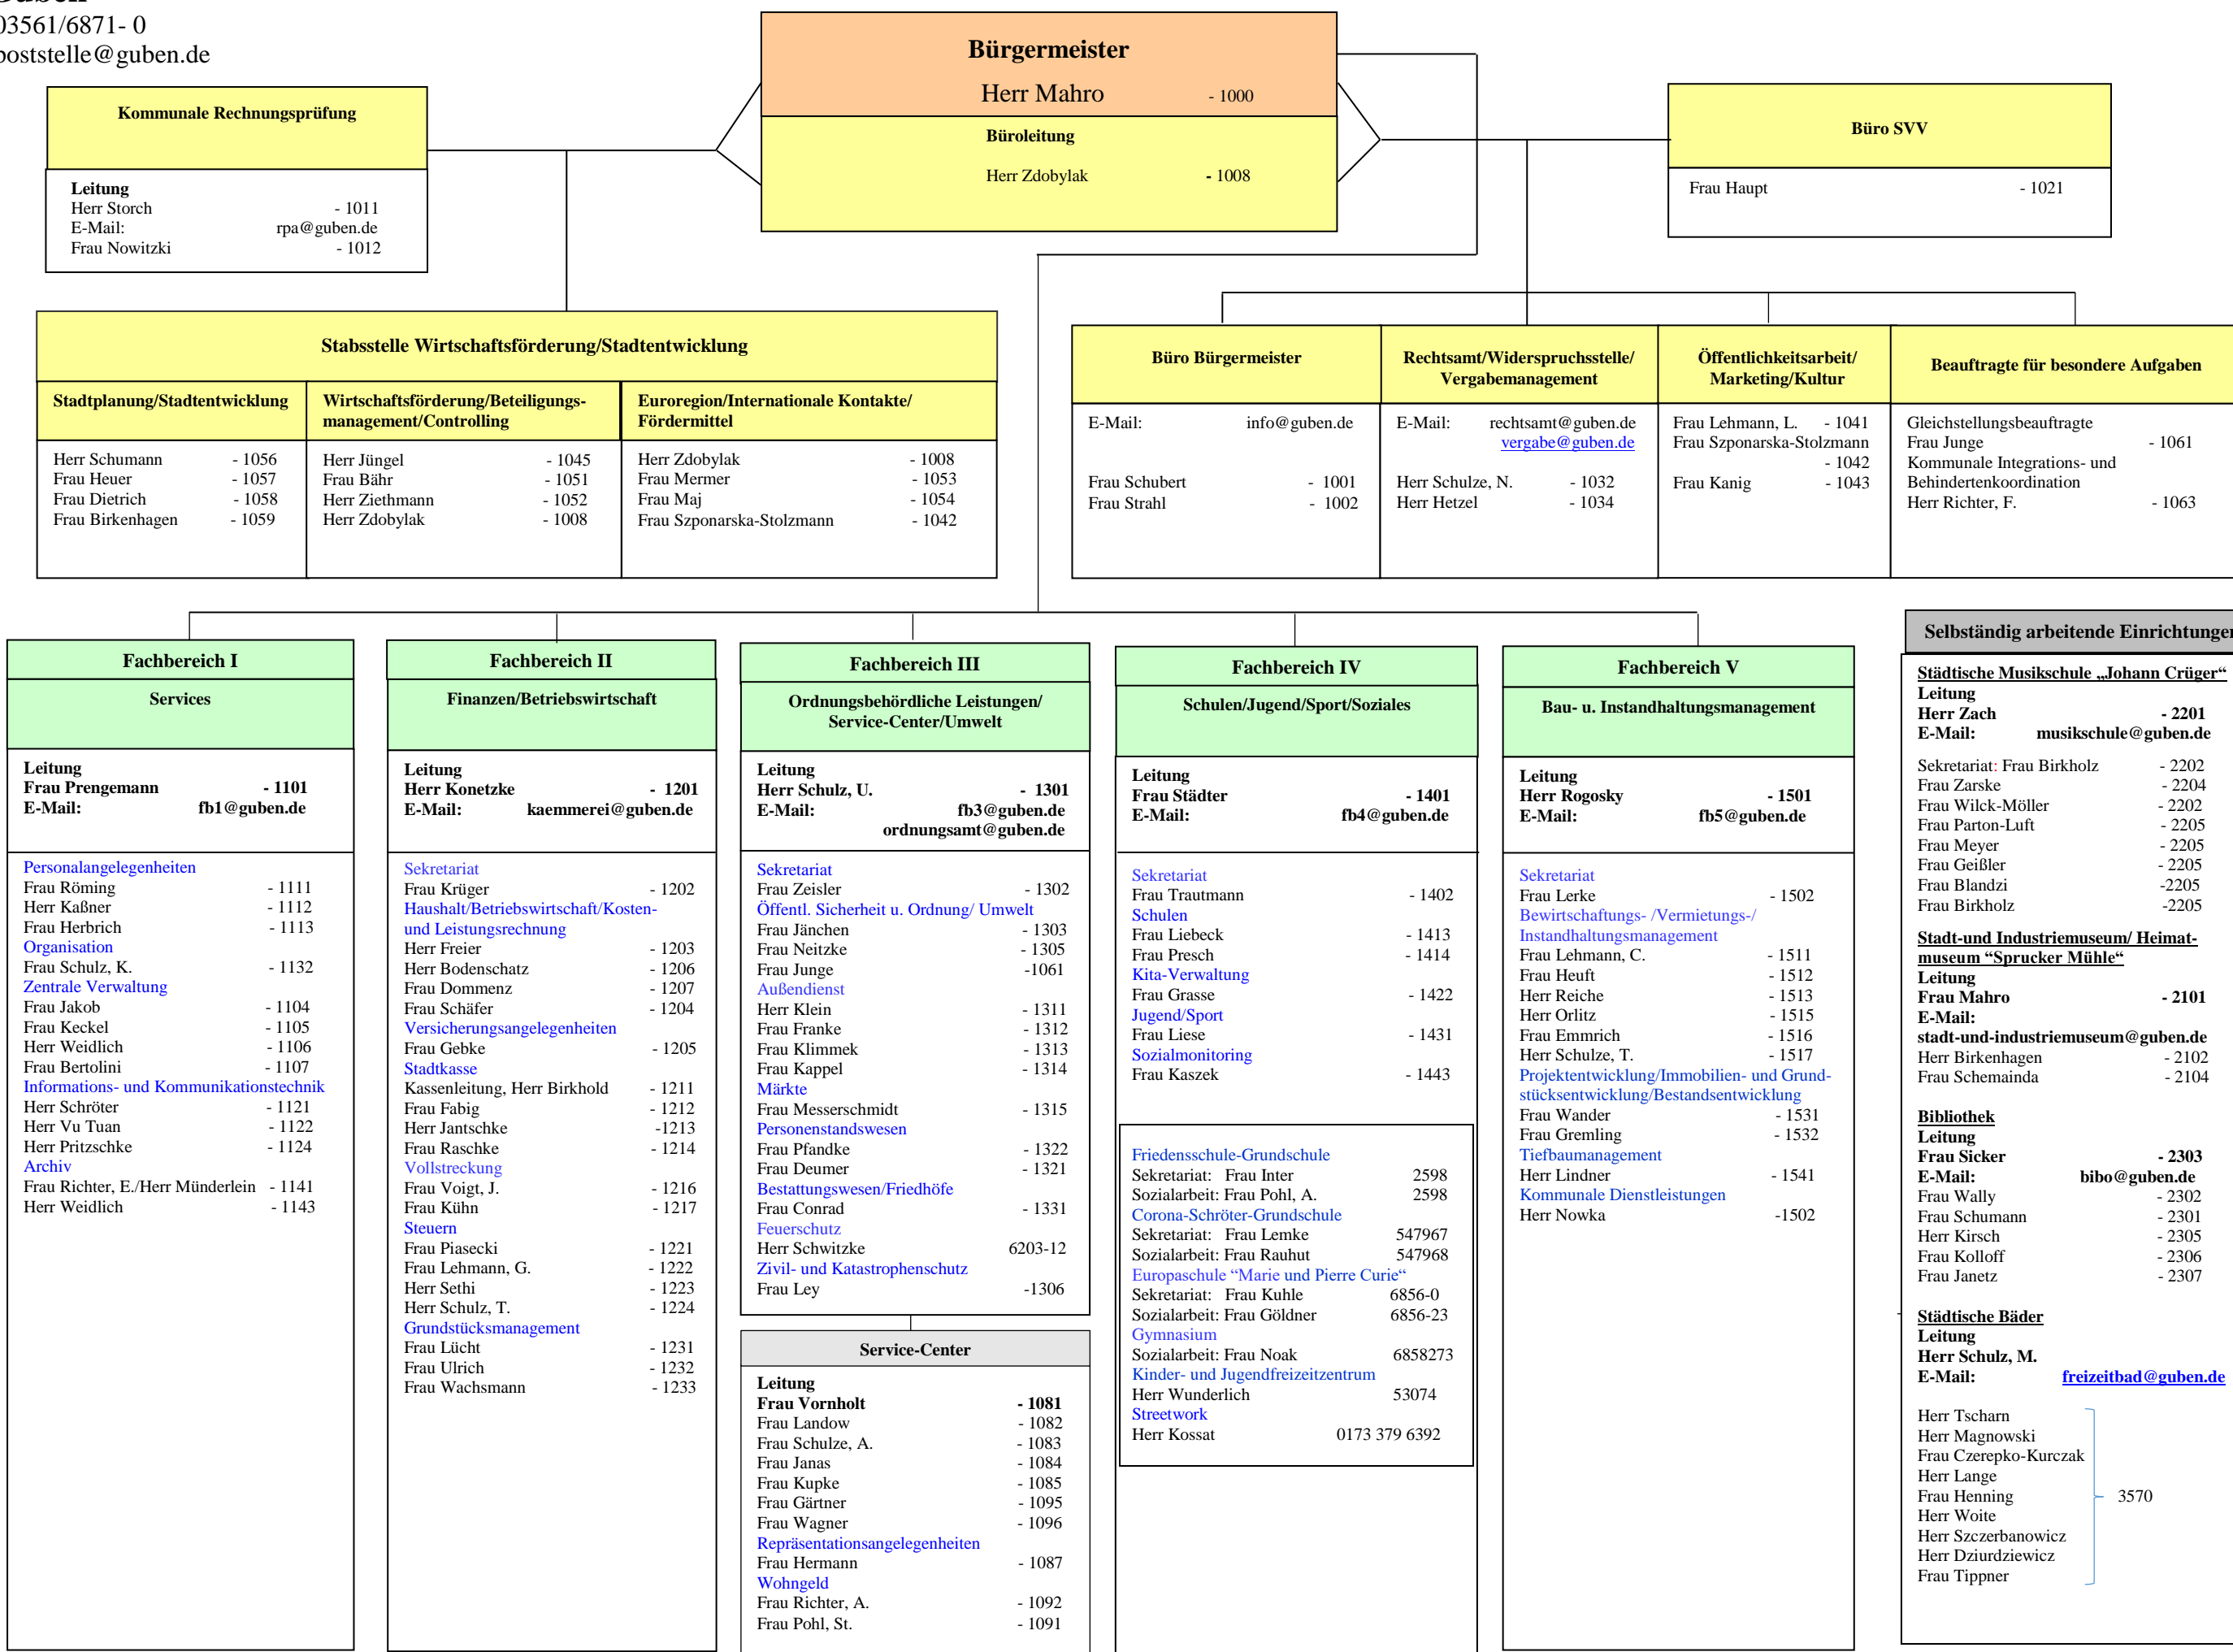 Guben
03561/6871- 0
poststelle@guben.de
Bürgermeister
Herr Mahro - 1000
Büroleitung
Herr Zdobylak - 1008
Kommunale Rechnungsprüfung
Leitung
Herr Storch - 1011
E-Mail: rpa@guben.de
Frau Nowitzki - 1012
Büro SVV
Frau Haupt - 1021
Stabsstelle Wirtschaftsförderung/Stadtentwicklung
Stadtplanung/Stadtentwicklung
Herr Schumann - 1056
Frau Heuer - 1057
Frau Dietrich - 1058
Frau Birkenhagen - 1059
Wirtschaftsförderung/Beteiligungs-
management/Controlling
Herr Jüngel - 1045
Frau Bähr - 1051
Herr Ziethmann - 1052
Herr Zdobylak - 1008
Euroregion/Internationale Kontakte/
Fördermittel
Herr Zdobylak - 1008
Frau Mermer - 1053
Frau Maj - 1054
Frau Szponarska-Stolzmann - 1042
Büro Bürgermeister
E-Mail: info@guben.de
Frau Schubert - 1001
Frau Strahl - 1002
Rechtsamt/Widerspruchsstelle/
Vergabemanagement
E-Mail: rechtsamt@guben.de
vergabe@guben.de
Herr Schulze, N. - 1032
Herr Hetzel - 1034
Öffentlichkeitsarbeit/
Marketing/Kultur
Frau Lehmann, L. - 1041
Frau Szponarska-Stolzmann
- 1042
Frau Kanig - 1043
Beauftragte für besondere Aufgaben
Gleichstellungsbeauftragte
Frau Junge - 1061
Kommunale Integrations- und
Behindertenkoordination
Herr Richter, F. - 1063
Fachbereich I
Services
Leitung
Frau Prengemann - 1101
E-Mail: fb1@guben.de
Personalangelegenheiten
Frau Röming - 1111
Herr Kaßner - 1112
Frau Herbrich - 1113
Organisation
Frau Schulz, K. - 1132
Zentrale Verwaltung
Frau Jakob - 1104
Frau Keckel - 1105
Herr Weidlich - 1106
Frau Bertolini - 1107
Informations- und Kommunikationstechnik
Herr Schröter - 1121
Herr Vu Tuan - 1122
Herr Pritzschke - 1124
Archiv
Frau Richter, E./Herr Münderlein - 1141
Herr Weidlich - 1143
Fachbereich II
Finanzen/Betriebswirtschaft
Leitung
Herr Konetzke - 1201
E-Mail: kaemmerei@guben.de
Sekretariat
Frau Krüger - 1202
Haushalt/Betriebswirtschaft/Kosten-
und Leistungsrechnung
Herr Freier - 1203
Herr Bodenschatz - 1206
Frau Dommenz - 1207
Frau Schäfer - 1204
Versicherungsangelegenheiten
Frau Gebke - 1205
Stadtkasse
Kassenleitung, Herr Birkhold - 1211
Frau Fabig - 1212
Herr Jantschke -1213
Frau Raschke - 1214
Vollstreckung
Frau Voigt, J. - 1216
Frau Kühn - 1217
Steuern
Frau Piasecki - 1221
Frau Lehmann, G. - 1222
Herr Sethi - 1223
Herr Schulz, T. - 1224
Grundstücksmanagement
Frau Lücht - 1231
Frau Ulrich - 1232
Frau Wachsmann - 1233
Fachbereich III
Ordnungsbehördliche Leistungen/
Service-Center/Umwelt
Leitung
Herr Schulz, U. - 1301
E-Mail: fb3@guben.de
ordnungsamt@guben.de
Sekretariat
Frau Zeisler - 1302
Öffentl. Sicherheit u. Ordnung/ Umwelt
Frau Jänchen - 1303
Frau Neitzke - 1305
Frau Junge -1061
Außendienst
Herr Klein - 1311
Frau Franke - 1312
Frau Klimmek - 1313
Frau Kappel - 1314
Märkte
Frau Messerschmidt - 1315
Personenstandswesen
Frau Pfandke - 1322
Frau Deumer - 1321
Bestattungswesen/Friedhöfe
Frau Conrad - 1331
Feuerschutz
Herr Schwitzke 6203-12
Zivil- und Katastrophenschutz
Frau Ley -1306
Service-Center
Leitung
Frau Vornholt - 1081
Frau Landow - 1082
Frau Schulze, A. - 1083
Frau Janas - 1084
Frau Kupke - 1085
Frau Gärtner - 1095
Frau Wagner - 1096
Repräsentationsangelegenheiten
Frau Hermann - 1087
Wohngeld
Frau Richter, A. - 1092
Frau Pohl, St. - 1091
Fachbereich IV
Schulen/Jugend/Sport/Soziales
Leitung
Frau Städter - 1401
E-Mail: fb4@guben.de
Sekretariat
Frau Trautmann - 1402
Schulen
Frau Liebeck - 1413
Frau Presch - 1414
Kita-Verwaltung
Frau Grasse - 1422
Jugend/Sport
Frau Liese - 1431
Sozialmonitoring
Frau Kaszek - 1443
Friedensschule-Grundschule
Sekretariat: Frau Inter 2598
Sozialarbeit: Frau Pohl, A. 2598
Corona-Schröter-Grundschule
Sekretariat: Frau Lemke 547967
Sozialarbeit: Frau Rauhut 547968
Europaschule “Marie und Pierre Curie“
Sekretariat: Frau Kuhle 6856-0
Sozialarbeit: Frau Göldner 6856-23
Gymnasium
Sozialarbeit: Frau Noak 6858273
Kinder- und Jugendfreizeitzentrum
Herr Wunderlich 53074
Streetwork
Herr Kossat 0173 379 6392
Fachbereich V
Bau- u. Instandhaltungsmanagement
Leitung
Herr Rogosky - 1501
E-Mail: fb5@guben.de
Sekretariat
Frau Lerke - 1502
Bewirtschaftungs- /Vermietungs-/
Instandhaltungsmanagement
Frau Lehmann, C. - 1511
Frau Heuft - 1512
Herr Reiche - 1513
Herr Orlitz - 1515
Frau Emmrich - 1516
Herr Schulze, T. - 1517
Projektentwicklung/Immobilien- und Grund-
stücksentwicklung/Bestandsentwicklung
Frau Wander - 1531
Frau Gremling - 1532
Tiefbaumanagement
Herr Lindner - 1541
Kommunale Dienstleistungen
Herr Nowka -1502
Selbständig arbeitende Einrichtungen
Städtische Musikschule „Johann Crüger“
Leitung
Herr Zach - 2201
E-Mail: musikschule@guben.de
Sekretariat: Frau Birkholz - 2202
Frau Zarske - 2204
Frau Wilck-Möller - 2202
Frau Parton-Luft - 2205
Frau Meyer - 2205
Frau Geißler - 2205
Frau Blandzi -2205
Frau Birkholz -2205
Stadt-und Industriemuseum/ Heimat-
museum “Sprucker Mühle“
Leitung
Frau Mahro - 2101
E-Mail:
stadt-und-industriemuseum@guben.de
Herr Birkenhagen - 2102
Frau Schemainda - 2104
Bibliothek
Leitung
Frau Sicker - 2303
E-Mail: bibo@guben.de
Frau Wally - 2302
Frau Schumann - 2301
Herr Kirsch - 2305
Frau Kolloff - 2306
Frau Janetz - 2307
Städtische Bäder
Leitung
Herr Schulz, M.
E-Mail: freizeitbad@guben.de
Herr Tscharn
Herr Magnowski
Frau Czerepko-Kurczak
Herr Lange
Frau Henning 3570
Herr Woite
Herr Szczerbanowicz
Herr Dziurdziewicz
Frau Tippner